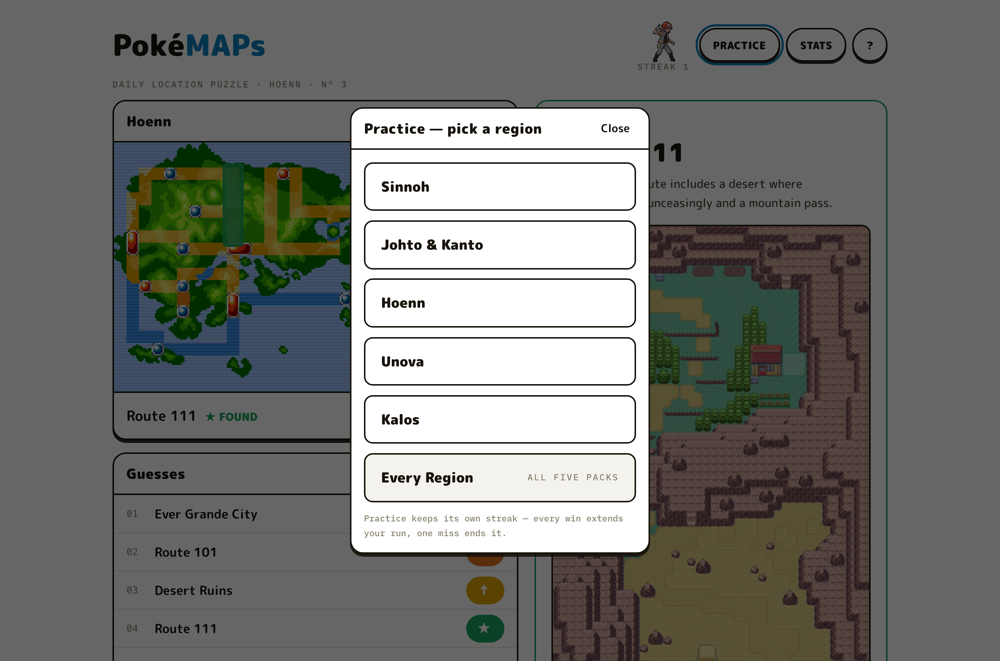 PokéMAPs
STREAK 1
PRACTICE
STATS
?
DAILY LOCATION PUZZLE · HOENN · Nº 3
Hoenn
Route 111 ★ FOUND
Guesses
01 Ever Grande City
02 Route 101
03 Desert Ruins ↑
04 Route 111 ★
Practice — pick a region
Close
Sinnoh
Johto & Kanto
Hoenn
Unova
Kalos
Every Region ALL FIVE PACKS
Practice keeps its own streak — every win extends
your run, one miss ends it.
11
includes a desert where
unceasingly and a mountain pass.